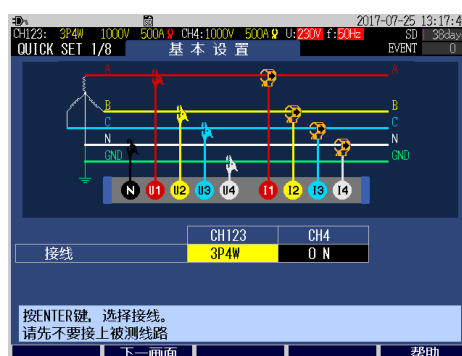 2017-07-25 13:17:4
CH123: 3P4W 1000V 500A CH4:1000V 500A U:230V f:50Hz SD 38day
QUICK SET 1/8 基本设置 EVENT 0
A A
B B
C C
N N
GND GND
N U1 U2 U3 U4 I1 I2 I3 I4
CH123 CH4
接线 3P4W ON
按ENTER键, 选择接线。
请先不要接上被测线路
下一画面 帮助